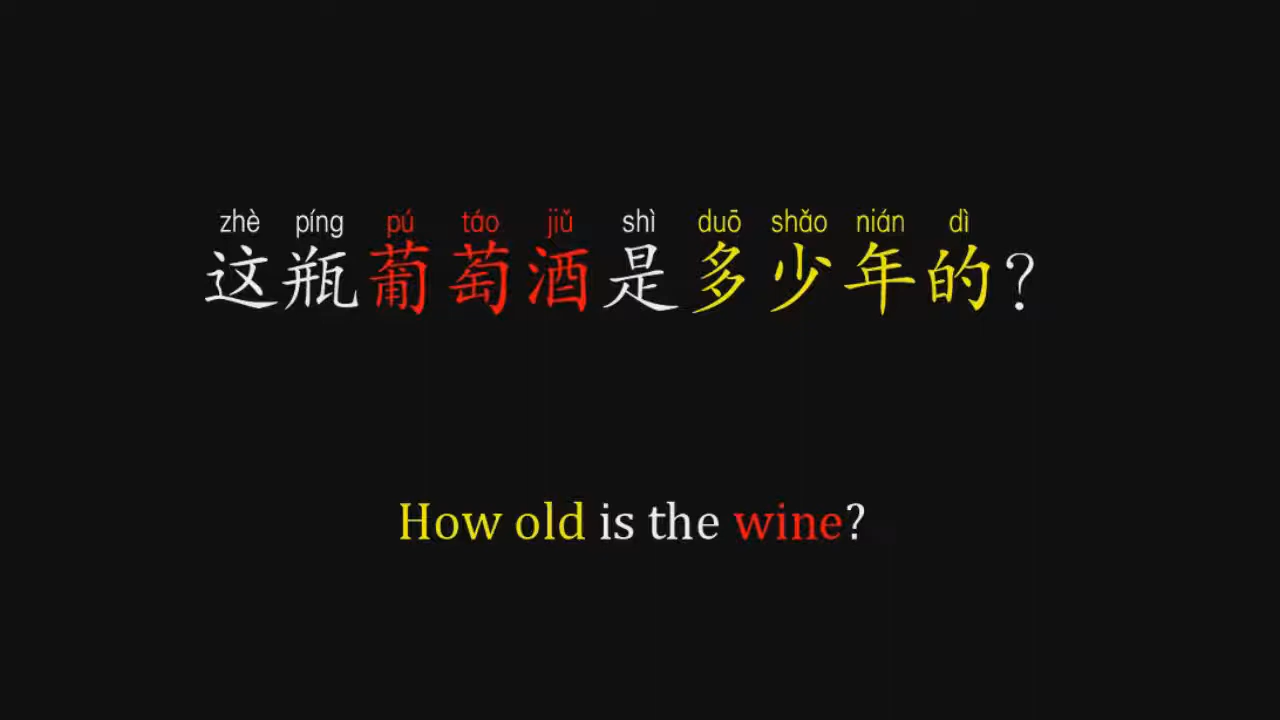 zhè píng pú táo jiǔ shì duō shǎo nián dì
这瓶葡萄酒是多少年的？
How old is the wine?